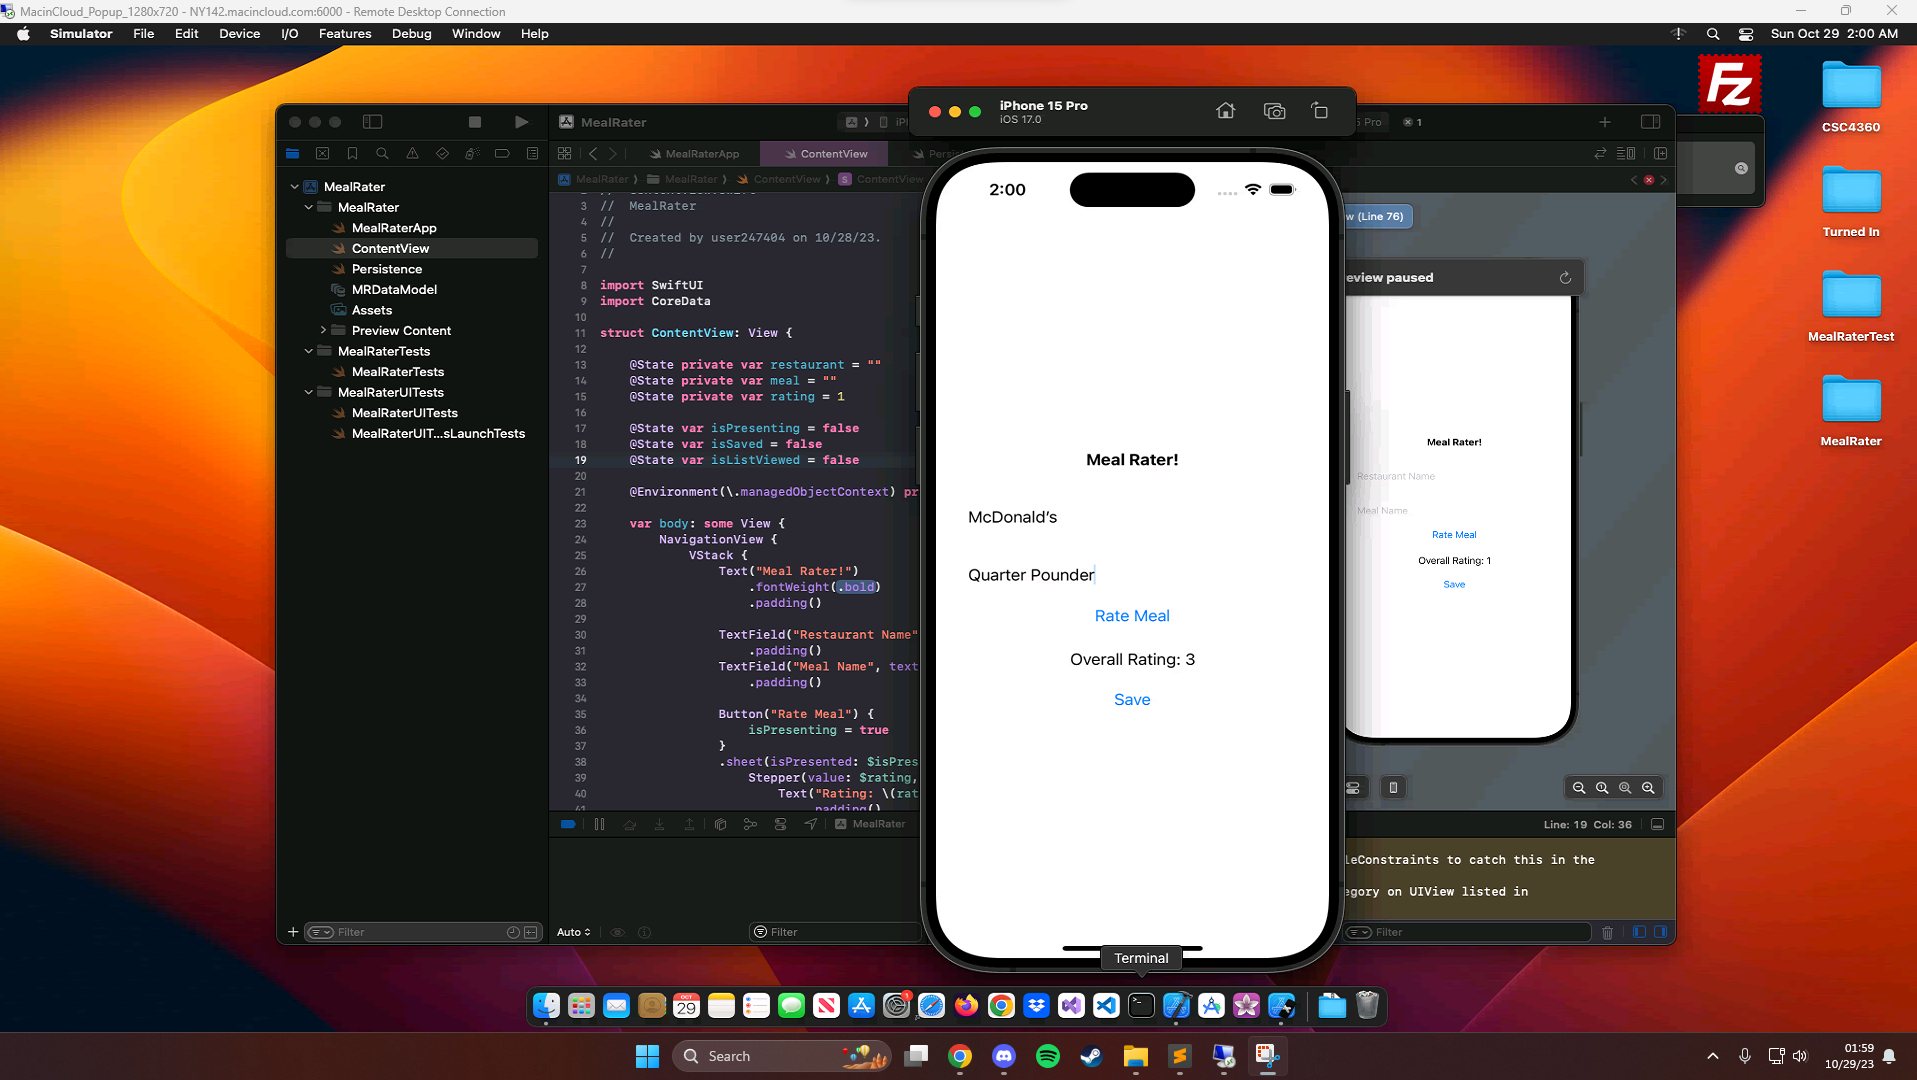 MacinCloud_Popup_1280x720 - NY142.macincloud.com:6000 - Remote Desktop Connection
Simulator File Edit Device I/O Features Debug Window Help
Sun Oct 29 2:00 AM
FZ
CSC4360
Turned In
MealRaterTest
MealRater
MealRater
Pro
1
MealRaterApp
ContentView
Persis
MealRater
MealRater
ContentView
ContentView
MealRater
MealRater
MealRaterApp
ContentView
Persistence
MRDataModel
Assets
Preview Content
MealRaterTests
MealRaterTests
MealRaterUITests
MealRaterUITests
MealRaterUIT...sLaunchTests
Filter
3 // MealRater
4 //
5 // Created by user247404 on 10/28/23.
6 //
7
8 import SwiftUI
9 import CoreData
10
11 struct ContentView: View {
12
13 @State private var restaurant = ""
14 @State private var meal = ""
15 @State private var rating = 1
16
17 @State var isPresenting = false
18 @State var isSaved = false
19 @State var isListViewed = false
20
21 @Environment(\.managedObjectContext) pr
22
23 var body: some View {
24 NavigationView {
25 VStack {
26 Text("Meal Rater!")
27 .fontWeight(.bold)
28 .padding()
29
30 TextField("Restaurant Name"
31 .padding()
32 TextField("Meal Name", text
33 .padding()
34
35 Button("Rate Meal") {
36 isPresenting = true
37 }
38 .sheet(isPresented: $isPres
39 Stepper(value: $rating,
40 Text("Rating: \(rat
41 .padding()
MealRater
Auto
Filter
iPhone 15 Pro
iOS 17.0
2:00
Meal Rater!
McDonald's
Quarter Pounder
Rate Meal
Overall Rating: 3
Save
Terminal
w (Line 76)
eview paused
Meal Rater!
Restaurant Name
Meal Name
Rate Meal
Overall Rating: 1
Save
Line: 19 Col: 36
leConstraints to catch this in the
egory on UIView listed in
Filter
OCT
29
1
Search
01:59
10/29/23